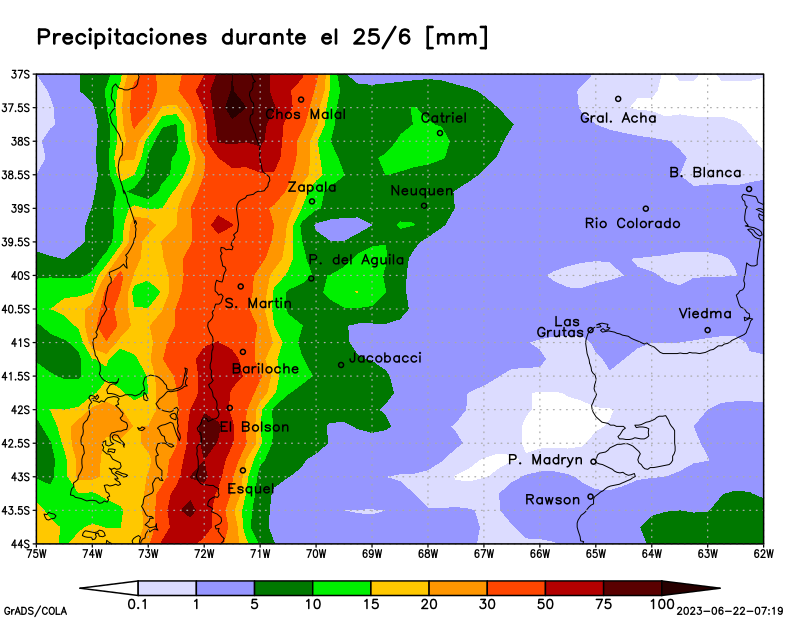 Precipitaciones durante el 25/6 [mm]
37S
37.5S
38S
38.5S
39S
39.5S
40S
40.5S
41S
41.5S
42S
42.5S
43S
43.5S
44S
Chos Malal
Catriel
Gral. Acha
B. Blanca
Zapala
Neuquen
Rio Colorado
P. del Aguila
S. Martin
Viedma
Las
Grutas
Jacobacci
Bariloche
El Bolson
P. Madryn
Esquel
Rawson
75W 74W 73W 72W 71W 70W 69W 68W 67W 66W 65W 64W 63W 62W
0.1 1 5 10 15 20 30 50 75 100
GrADS/COLA 2023-06-22-07:19